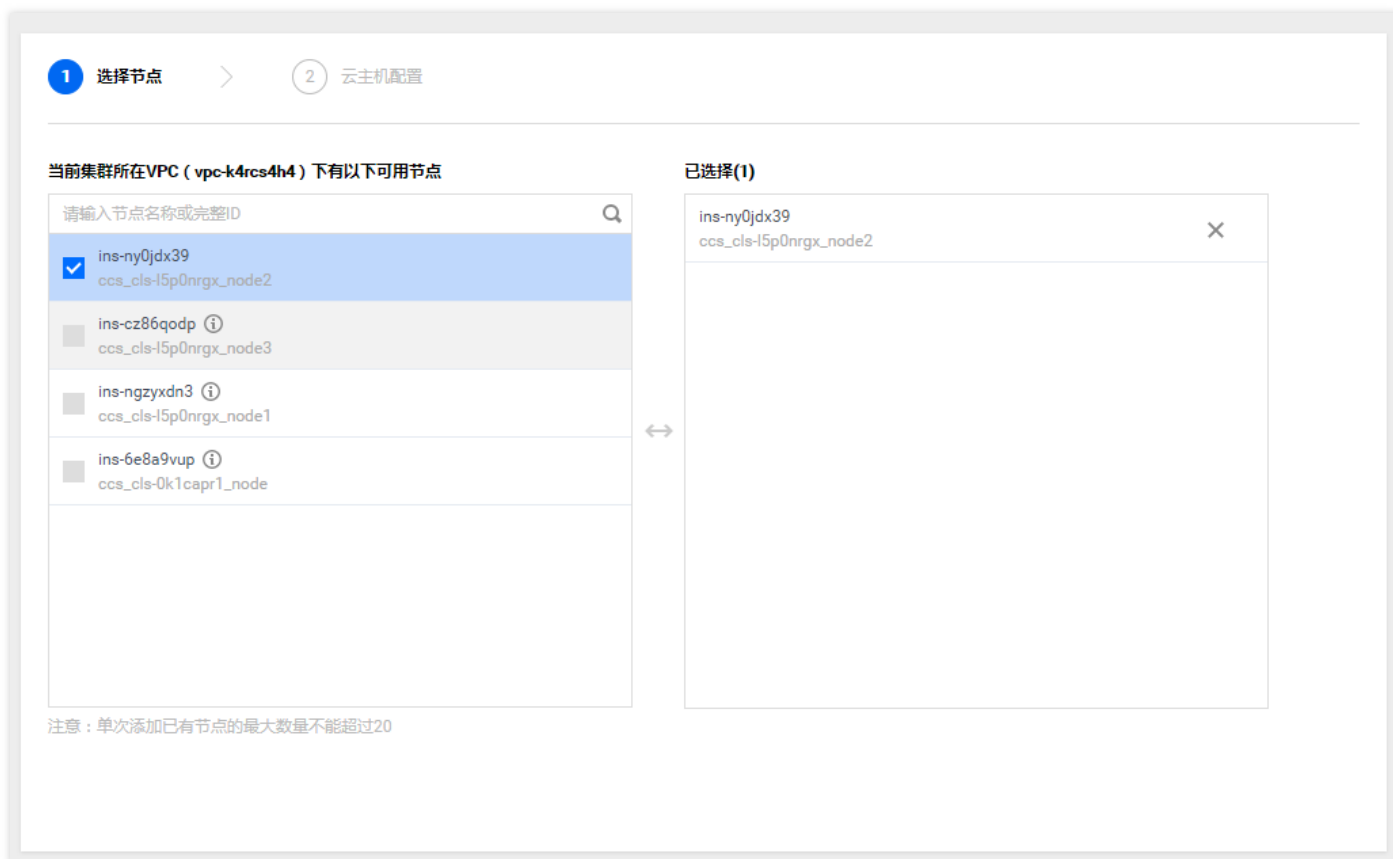 1 选择节点 2 云主机配置
当前集群所在VPC（vpc-k4rcs4h4）下有以下可用节点
请输入节点名称或完整ID
ins-ny0jdx39
ccs_cls-l5p0nrgx_node2
ins-cz86qodp
ccs_cls-l5p0nrgx_node3
ins-ngzyxdn3
ccs_cls-l5p0nrgx_node1
ins-6e8a9vup
ccs_cls-0k1capr1_node
注意：单次添加已有节点的最大数量不能超过20
已选择(1)
ins-ny0jdx39
ccs_cls-l5p0nrgx_node2